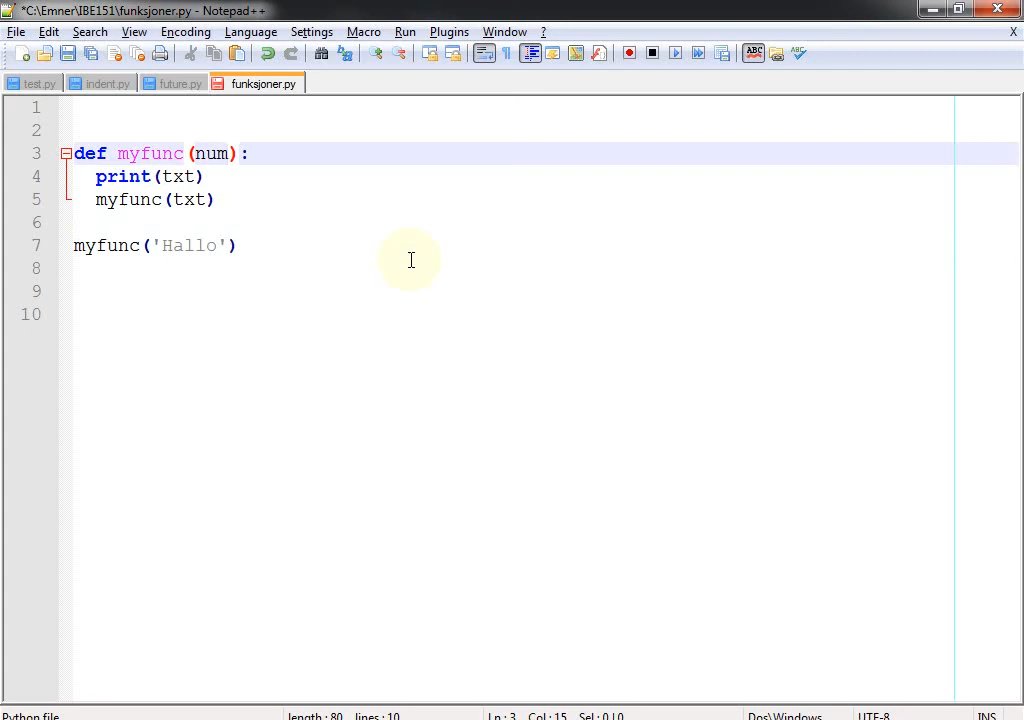 *C:\Emner\IBE151\funksjoner.py - Notepad++
File Edit Search View Encoding Language Settings Macro Run Plugins Window ? X
ABC ABC
test.py indent.py future.py funksjoner.py
1
2
3 def myfunc(num):
4 print(txt)
5 myfunc(txt)
6
7 myfunc('Hallo')
8
9
10
Python file length : 80 lines : 10 Ln : 3 Col : 15 Sel : 0 | 0 Dos\Windows UTF-8 INS